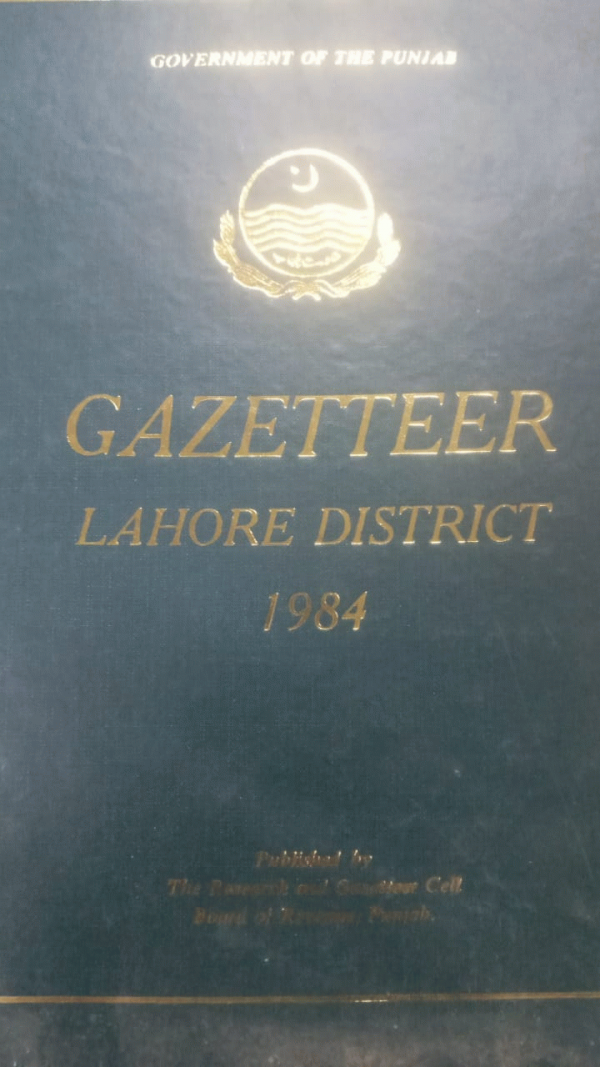 GOVERNMENT OF THE PUNJAB
GAZETTEER
LAHORE DISTRICT
1984
Published by
The Research and Gazetteer Cell
Board of Revenue, Punjab.